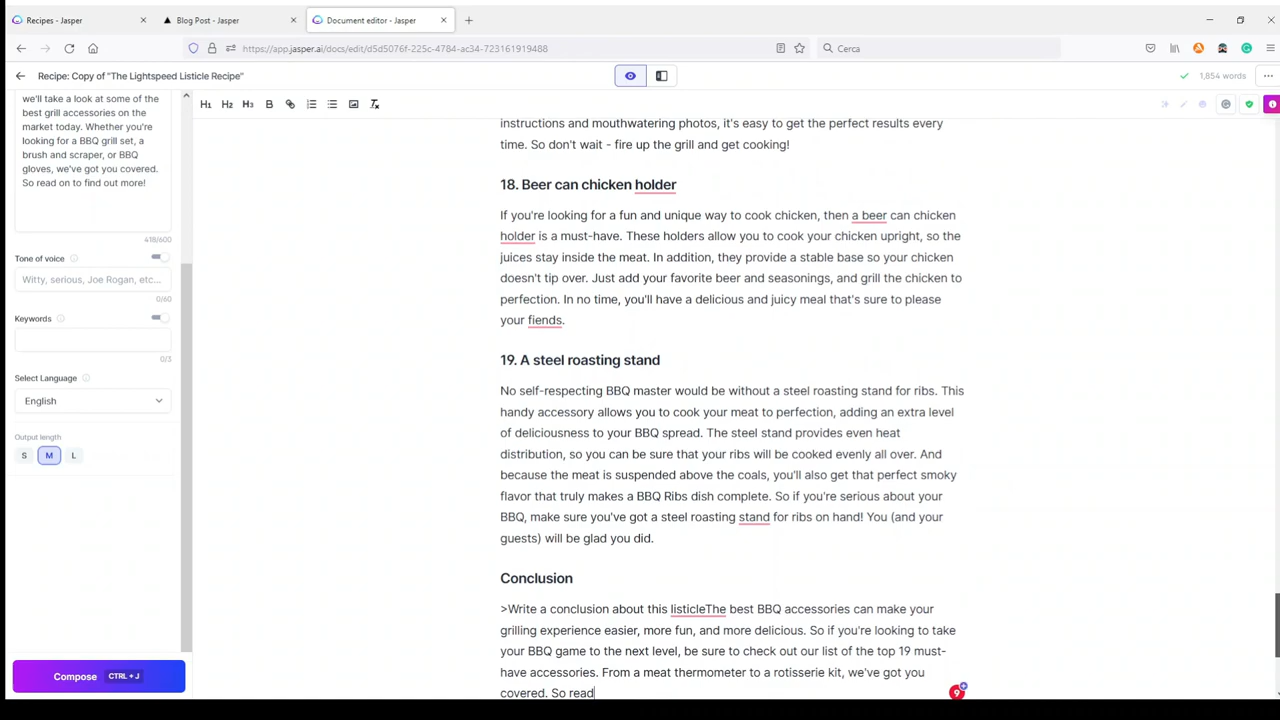 Recipes - Jasper
Blog Post - Jasper
Document editor - Jasper
https://app.jasper.ai/docs/edit/d5d5076f-225c-4784-ac34-723161919488
Cerca
Recipe: Copy of "The Lightspeed Listicle Recipe"
1,854 words
H1 H2 H3 B
we'll take a look at some of the
best grill accessories on the
market today. Whether you're
looking for a BBQ grill set, a
brush and scraper, or BBQ
gloves, we've got you covered.
So read on to find out more!
418/600
Tone of voice
Witty, serious, Joe Rogan, etc...
0/60
Keywords
0/3
Select Language
English
Output length
S M L
Compose CTRL + J
instructions and mouthwatering photos, it's easy to get the perfect results every
time. So don't wait - fire up the grill and get cooking!
18. Beer can chicken holder
If you're looking for a fun and unique way to cook chicken, then a beer can chicken
holder is a must-have. These holders allow you to cook your chicken upright, so the
juices stay inside the meat. In addition, they provide a stable base so your chicken
doesn't tip over. Just add your favorite beer and seasonings, and grill the chicken to
perfection. In no time, you'll have a delicious and juicy meal that's sure to please
your fiends.
19. A steel roasting stand
No self-respecting BBQ master would be without a steel roasting stand for ribs. This
handy accessory allows you to cook your meat to perfection, adding an extra level
of deliciousness to your BBQ spread. The steel stand provides even heat
distribution, so you can be sure that your ribs will be cooked evenly all over. And
because the meat is suspended above the coals, you'll also get that perfect smoky
flavor that truly makes a BBQ Ribs dish complete. So if you're serious about your
BBQ, make sure you've got a steel roasting stand for ribs on hand! You (and your
guests) will be glad you did.
Conclusion
>Write a conclusion about this listicleThe best BBQ accessories can make your
grilling experience easier, more fun, and more delicious. So if you're looking to take
your BBQ game to the next level, be sure to check out our list of the top 19 must-
have accessories. From a meat thermometer to a rotisserie kit, we've got you
covered. So read
9